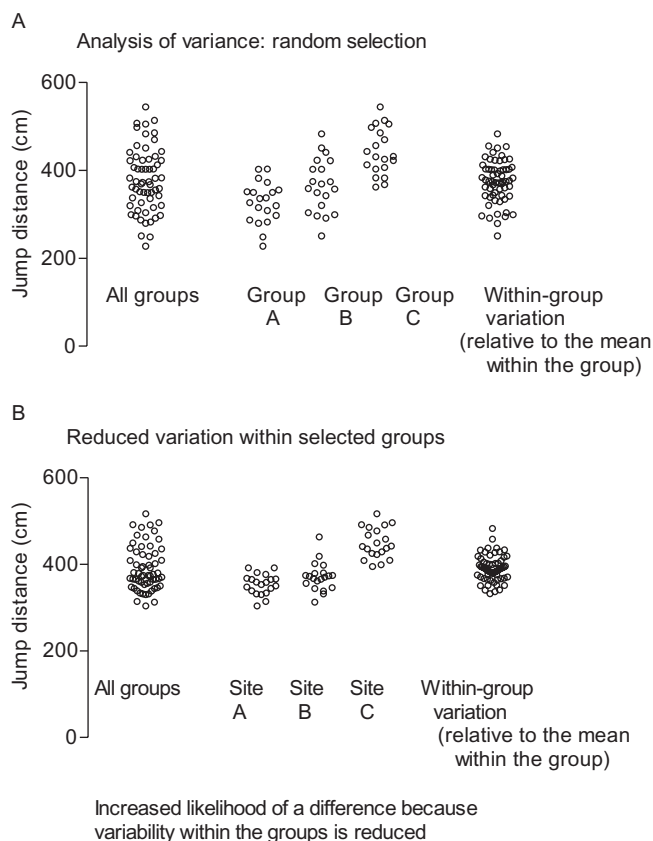 A
Analysis of variance: random selection
600
400
200
0
Jump distance (cm)
All groups
Group
A
Group
B
Group
C
Within-group
variation
(relative to the mean
within the group)
B
Reduced variation within selected groups
600
400
200
0
Jump distance (cm)
All groups
Site
A
Site
B
Site
C
Within-group
variation
(relative to the mean
within the group)
Increased likelihood of a difference because
variability within the groups is reduced